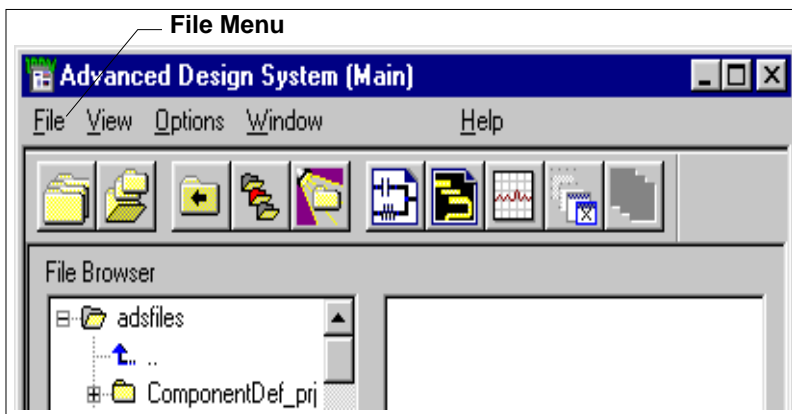 File Menu
Advanced Design System (Main)
File View Options Window Help
File Browser
adsfiles
..
ComponentDef_prj